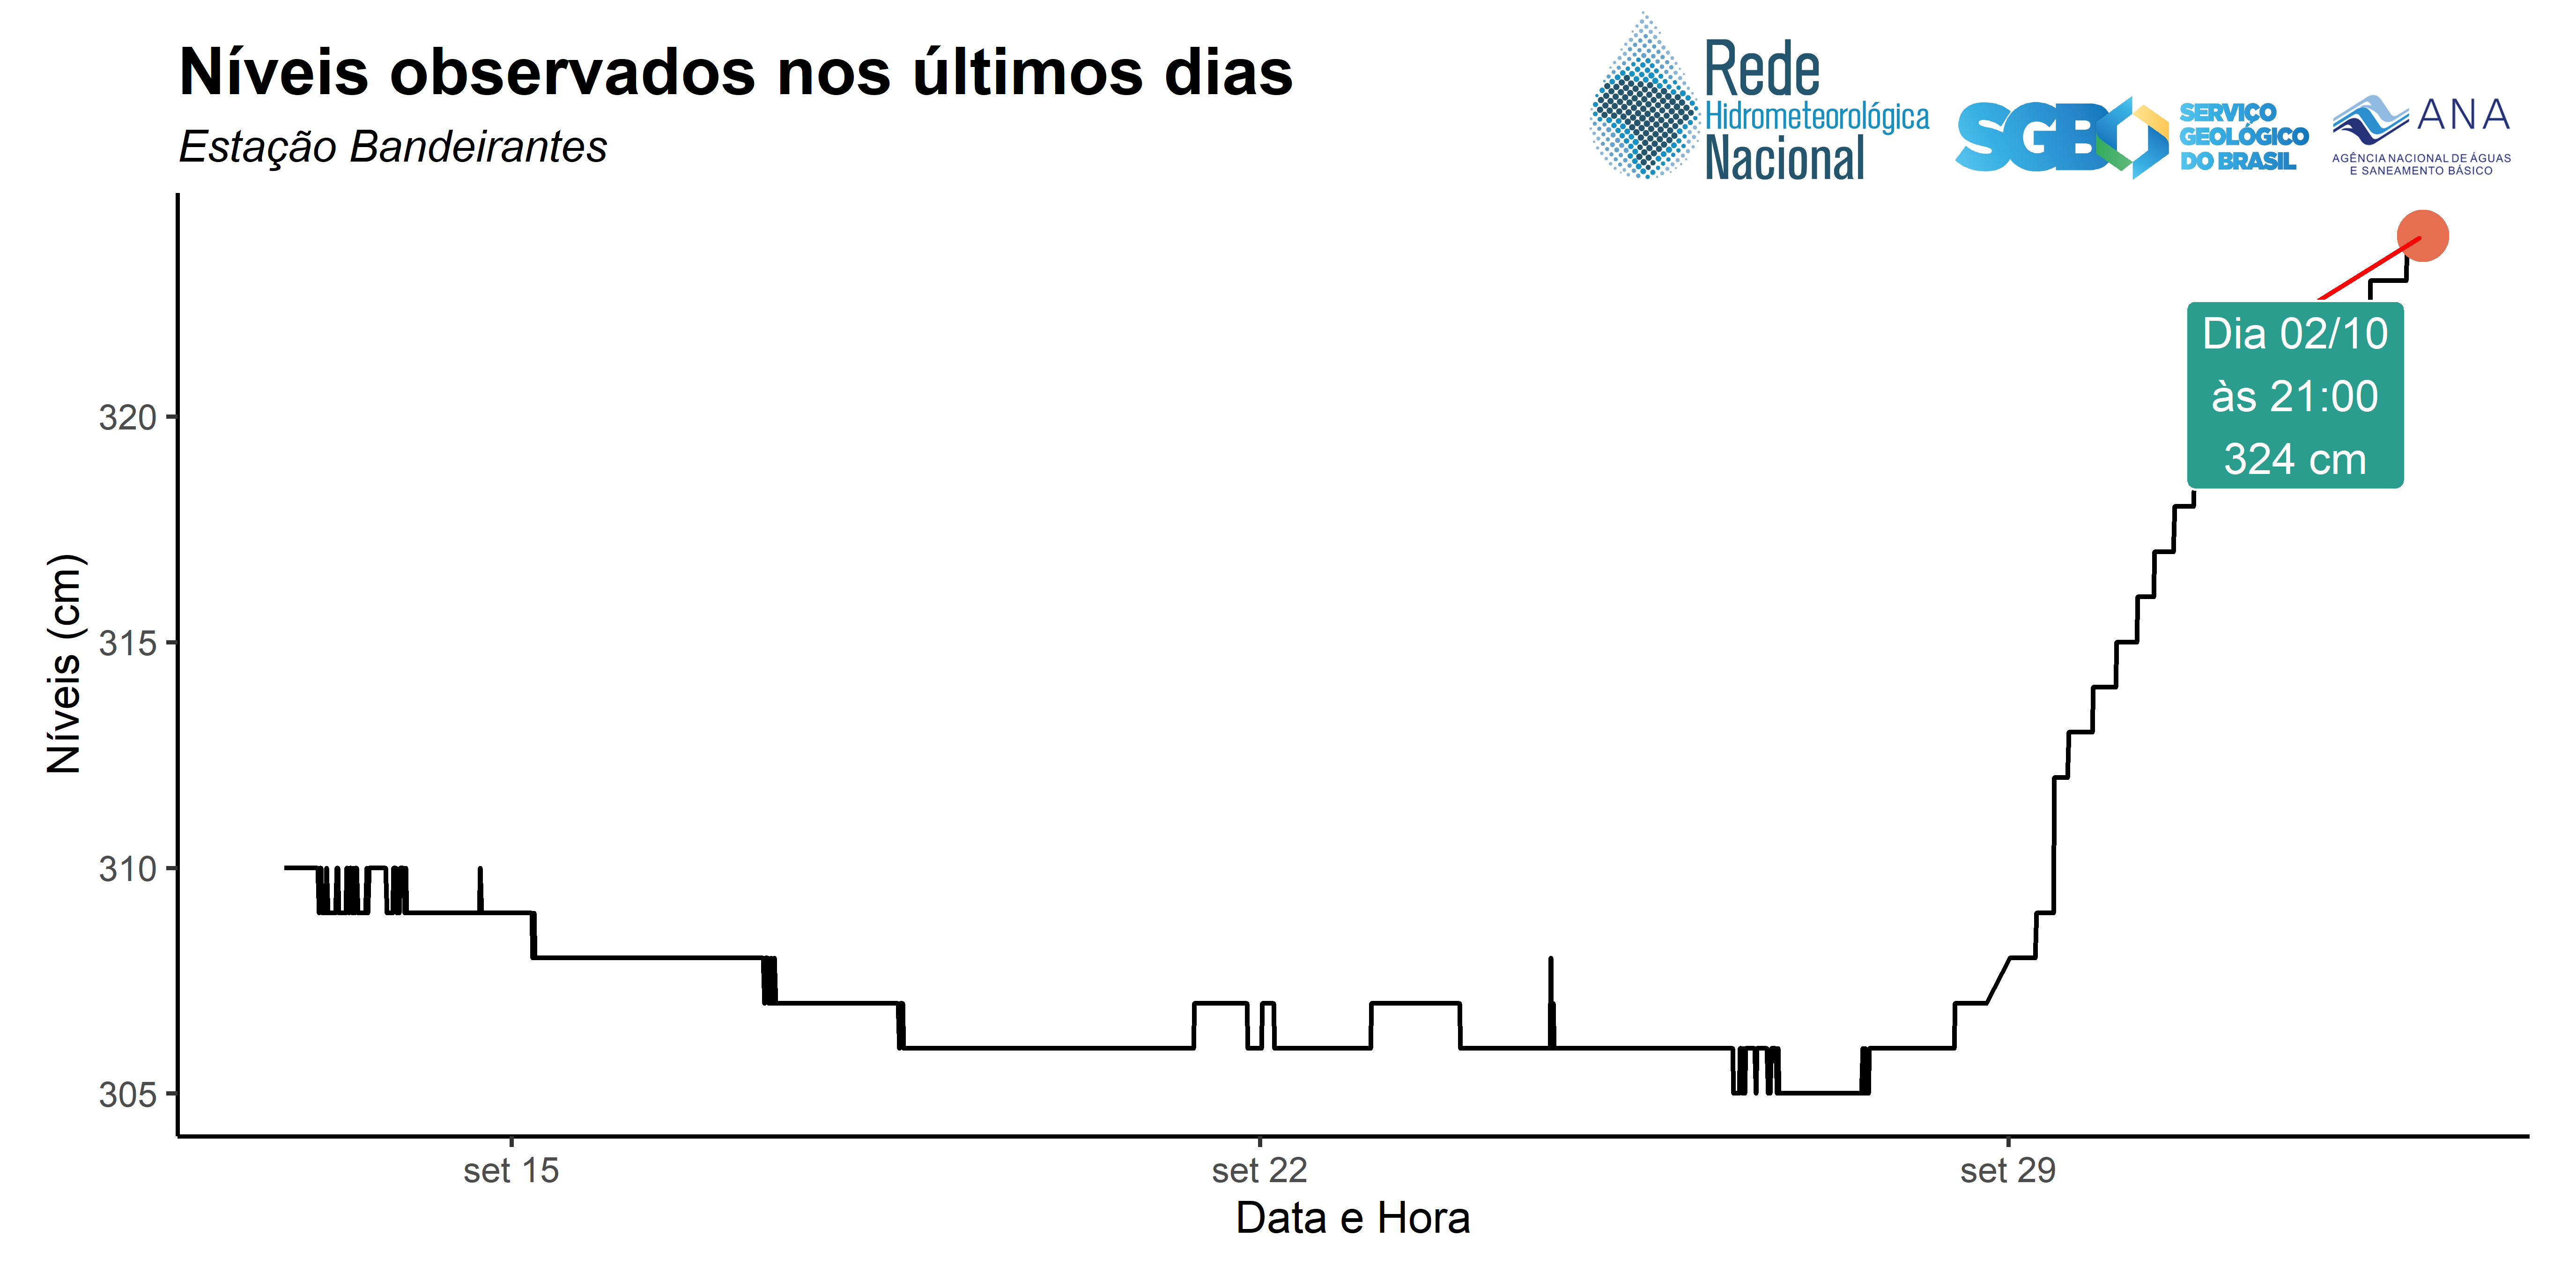 Níveis observados nos últimos dias
Estação Bandeirantes
Rede
Hidrometeorológica
Nacional
SGB
SERVIÇO
GEOLÓGICO
DO BRASIL
ANA
AGÊNCIA NACIONAL DE ÁGUAS
E SANEAMENTO BÁSICO
Dia 02/10
às 21:00
324 cm
Níveis (cm)
320
315
310
305
set 15
set 22
set 29
Data e Hora